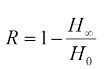 R = 1 − H∞ / H0